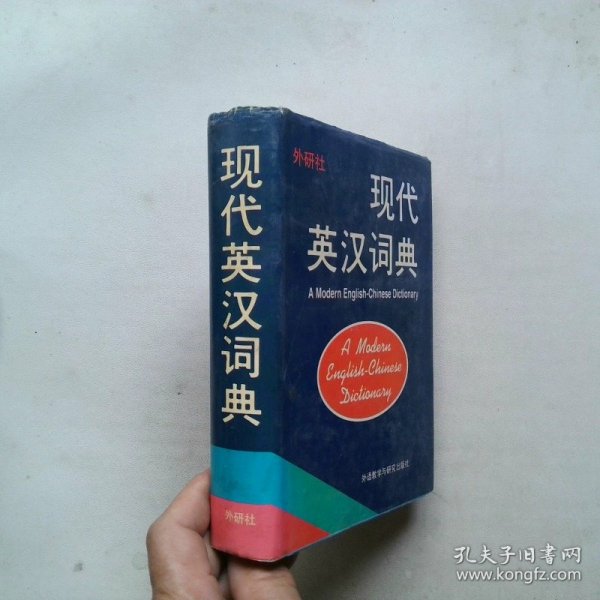 现代英汉词典
外研社
外研社
现代
英汉词典
A Modern English-Chinese Dictionary
A Modern
English-Chinese
Dictionary
外语教学与研究出版社
孔夫子旧书网
www.kongfz.com